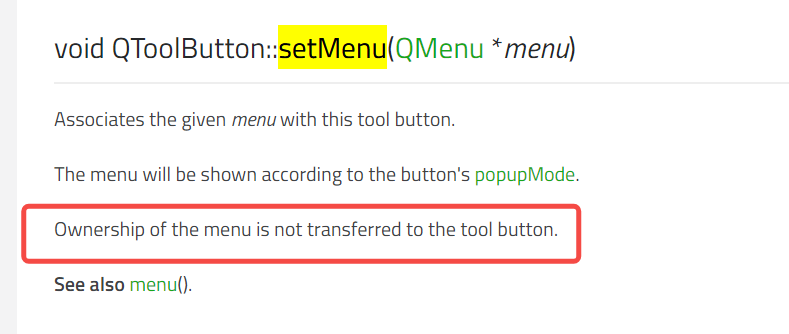 void QToolButton::setMenu(QMenu *menu)
Associates the given menu with this tool button.
The menu will be shown according to the button's popupMode.
Ownership of the menu is not transferred to the tool button.
See also menu().